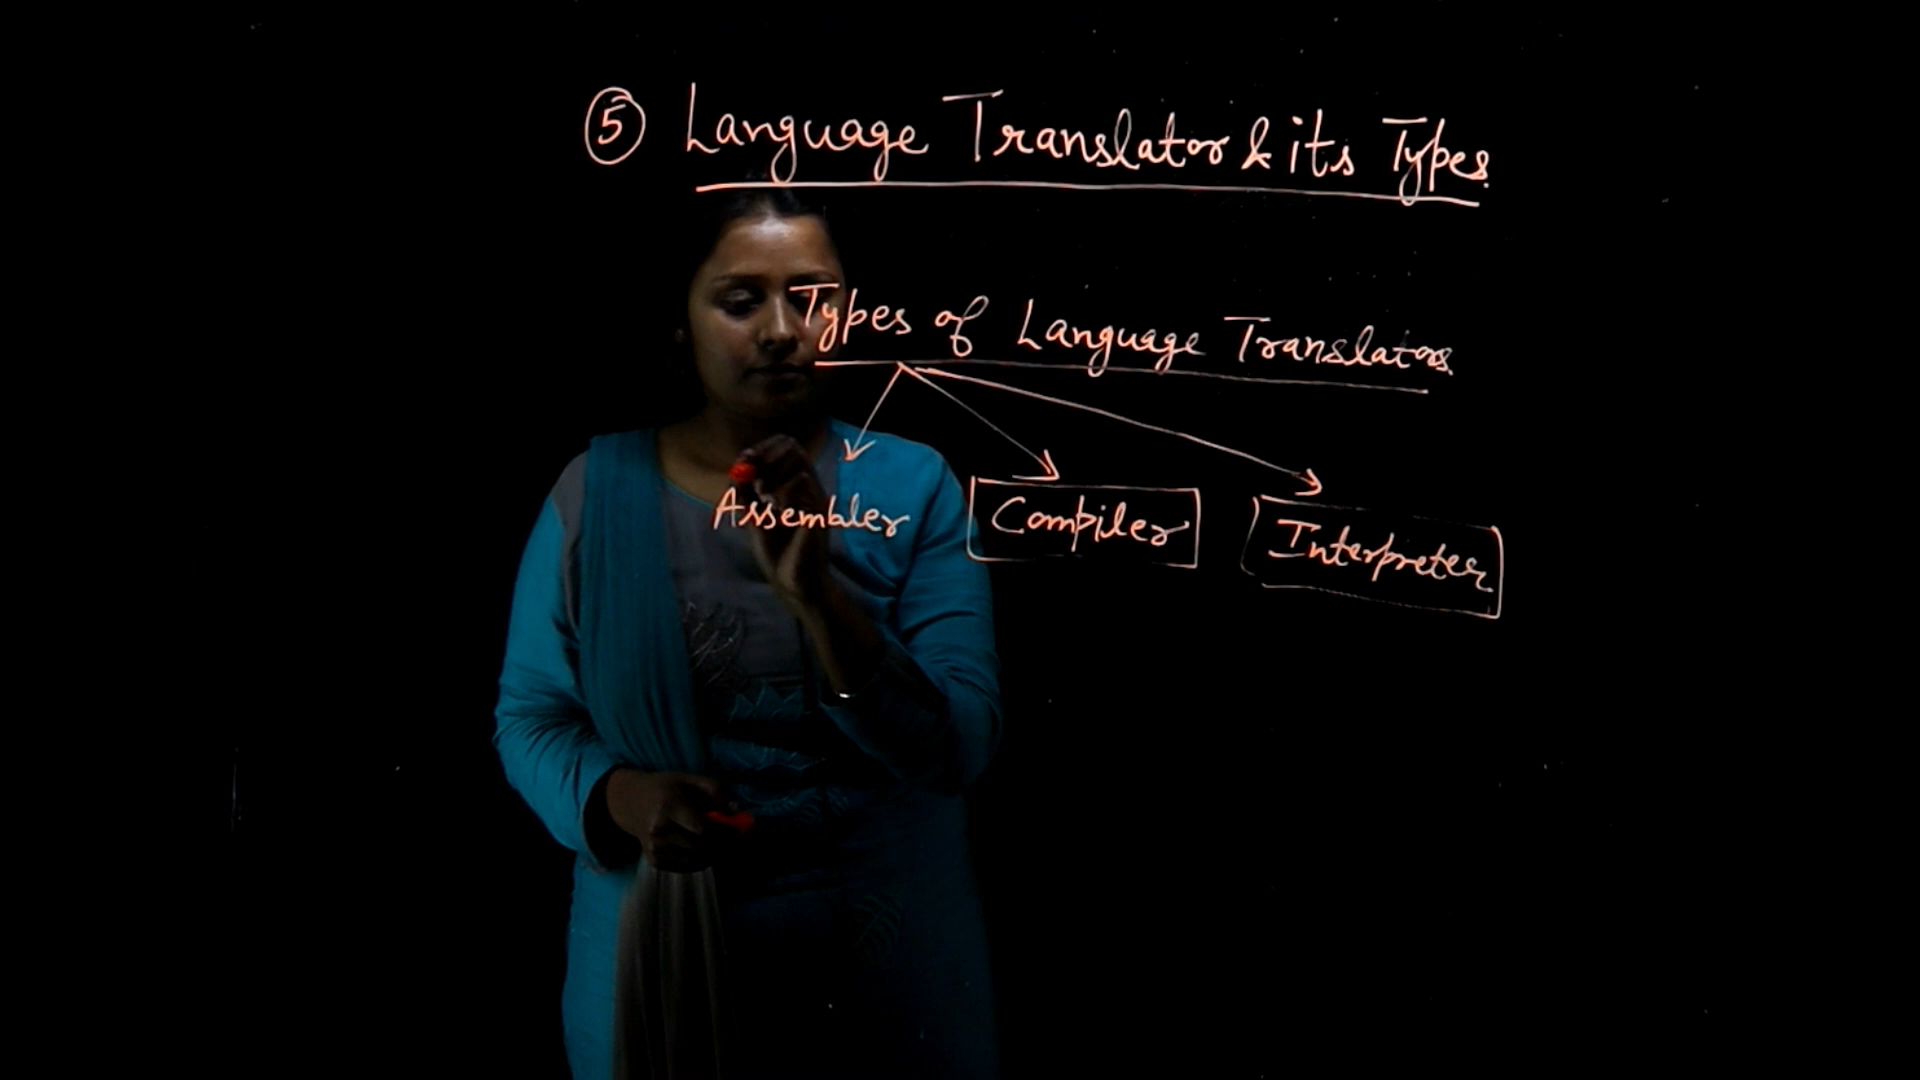 5 Language Translator & its Types.
Types of Language Translators.
Assembler Compiler Interpreter